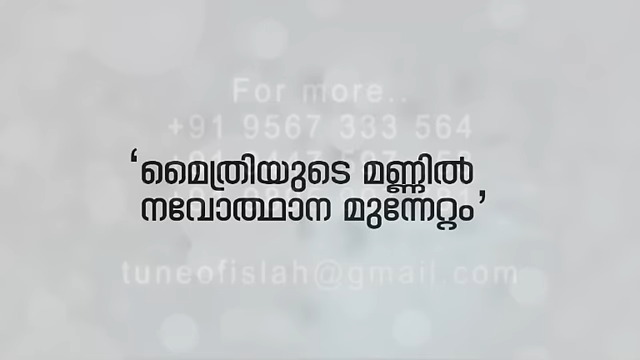 For more..
+91 9567 333 564
‘മൈത്രിയുടെ മണ്ണിൽ
നവോത്ഥാന മുന്നേറ്റം’
tuneofislah@gmail.com